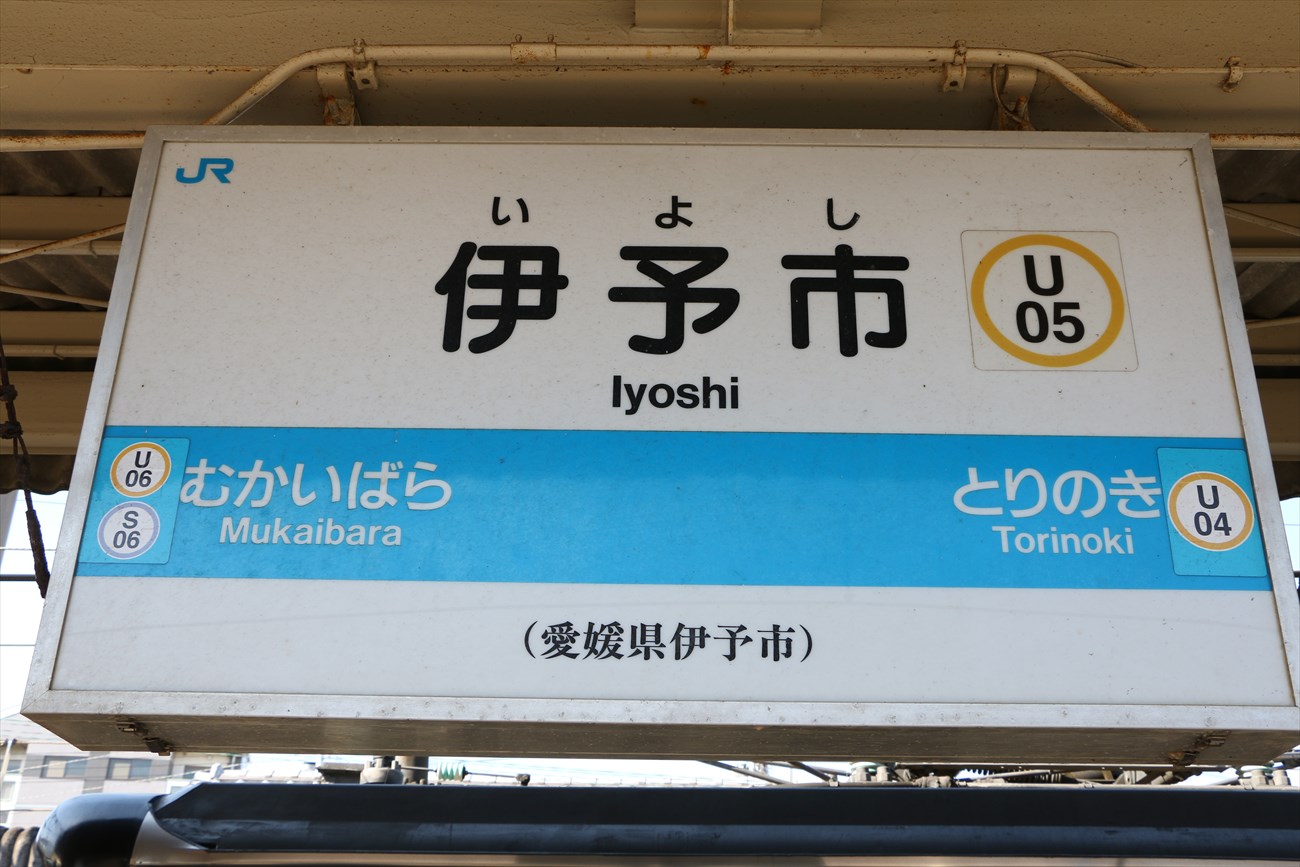 JR
いよし
伊予市
U
05
Iyoshi
U
06
S
06
むかいばら
Mukaibara
とりのき
Torinoki
U
04
（愛媛県伊予市）